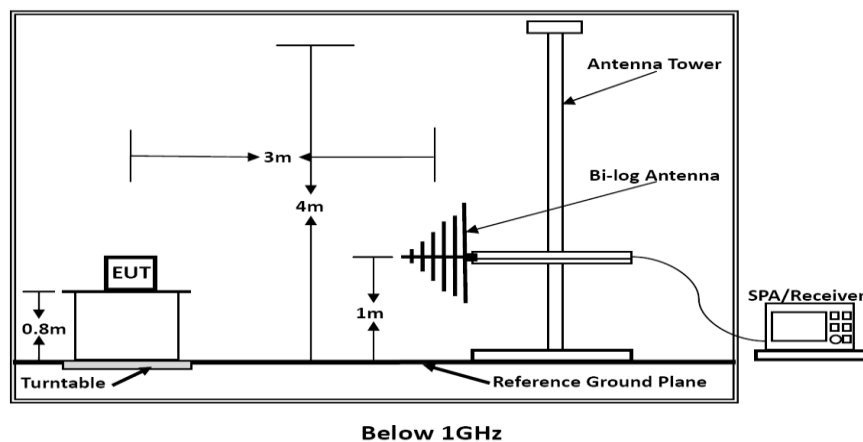 Antenna Tower
3m
Bi-log Antenna
4m
EUT
SPA/Receiver
0.8m
1m
Turntable
Reference Ground Plane
Below 1GHz